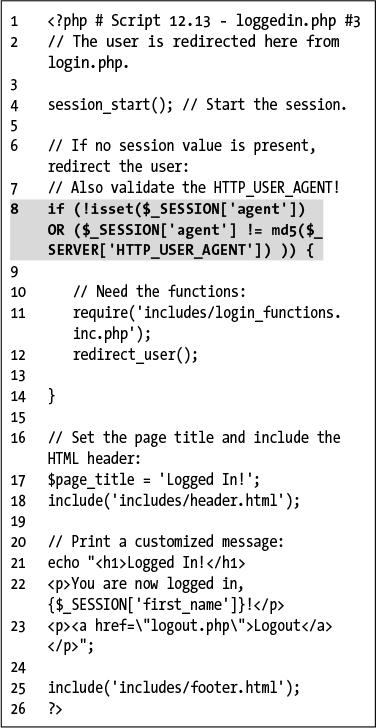 1 <?php # Script 12.13 - loggedin.php #3
2 // The user is redirected here from
login.php.
3
4 session_start(); // Start the session.
5
6 // If no session value is present,
redirect the user:
7 // Also validate the HTTP_USER_AGENT!
8 if (!isset($_SESSION['agent'])
OR ($_SESSION['agent'] != md5($_
SERVER['HTTP_USER_AGENT']) )) {
9
10 // Need the functions:
11 require('includes/login_functions.
inc.php');
12 redirect_user();
13
14 }
15
16 // Set the page title and include the
HTML header:
17 $page_title = 'Logged In!';
18 include('includes/header.html');
19
20 // Print a customized message:
21 echo "<h1>Logged In!</h1>
22 <p>You are now logged in,
{$_SESSION['first_name']}!</p>
23 <p><a href=\"logout.php\">Logout</a>
</p>";
24
25 include('includes/footer.html');
26 ?>